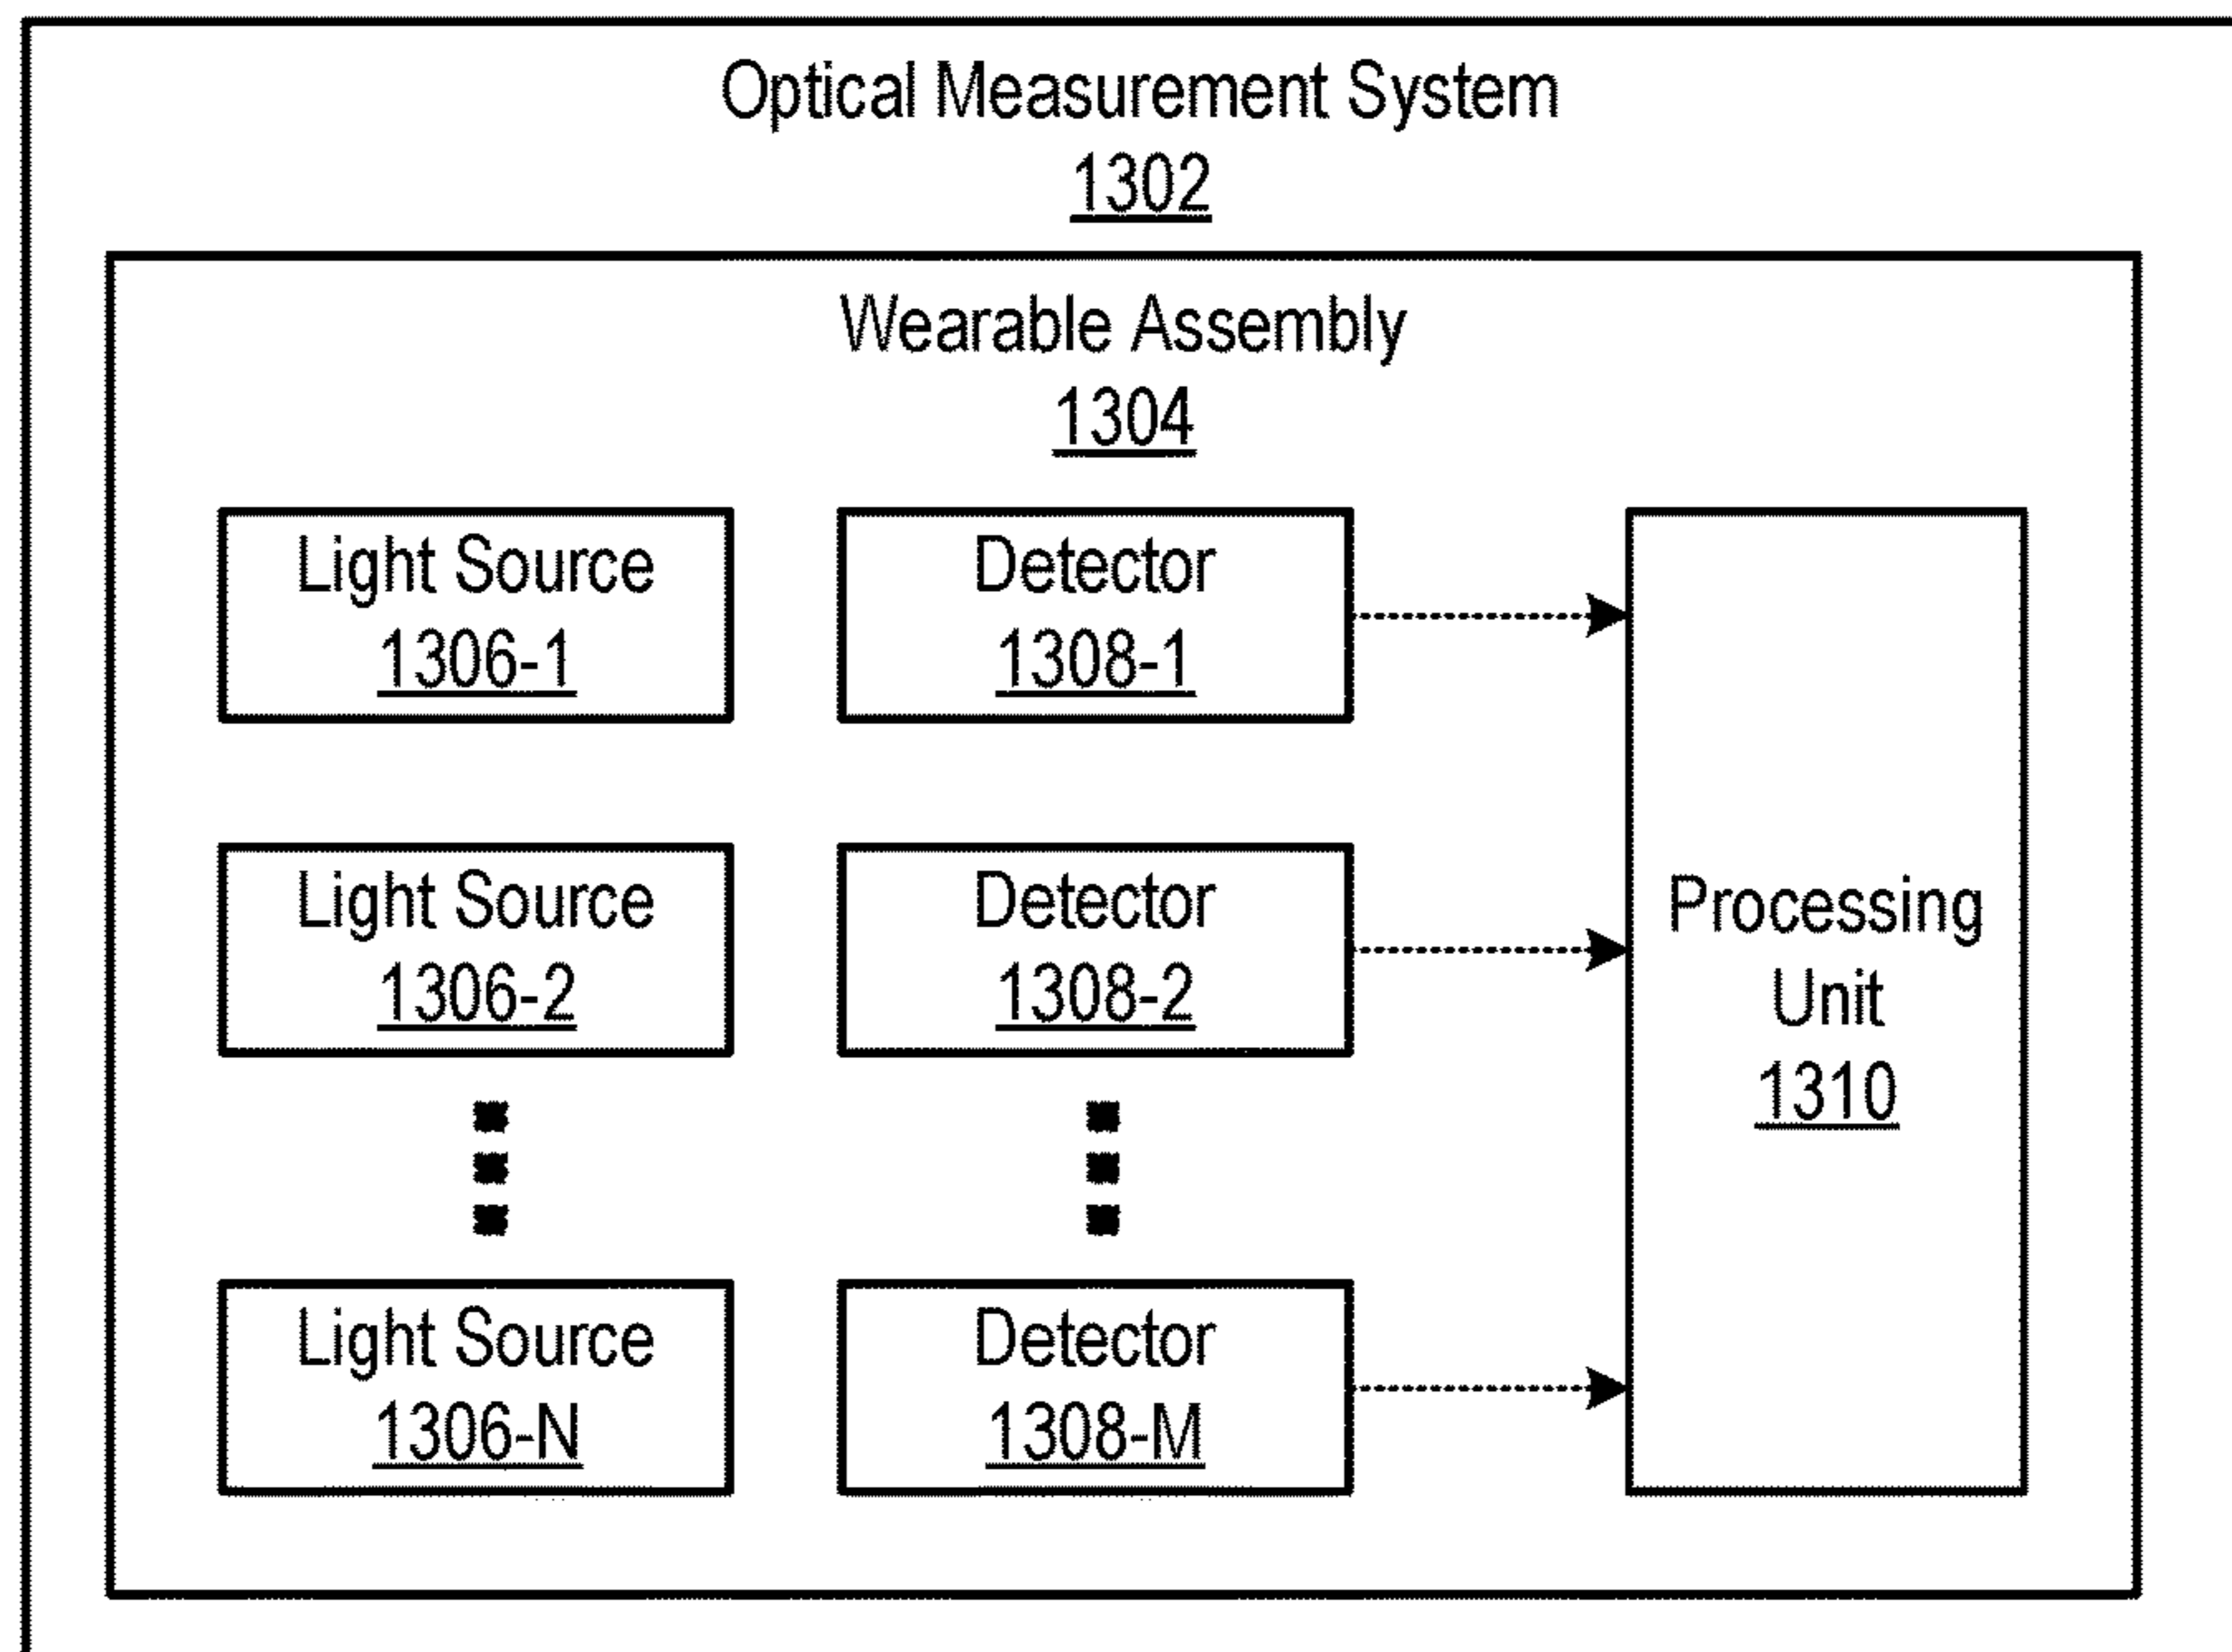 Optical Measurement System
1302
Wearable Assembly
1304
Light Source
1306-1
Detector
1308-1
Light Source
1306-2
Detector
1308-2
Processing
Unit
1310
Light Source
1306-N
Detector
1308-M